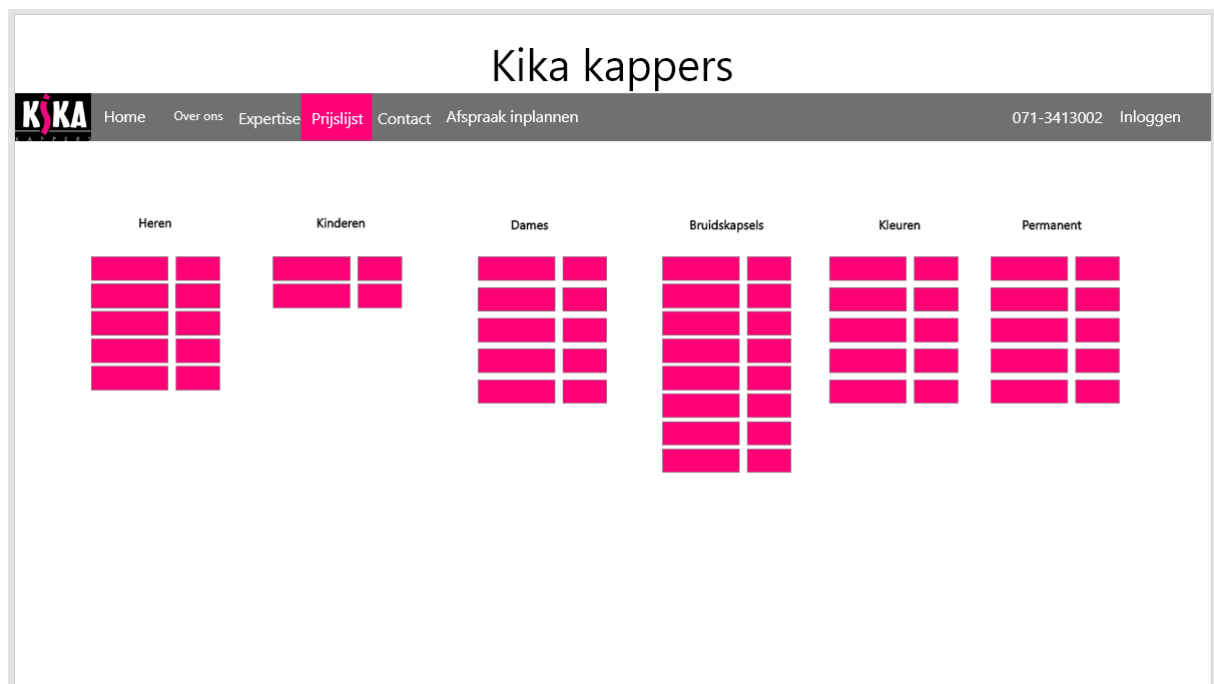 Kika kappers
KiKA
KAPPERS
Home Over ons Expertise Prijslijst Contact Afspraak inplannen 071-3413002 Inloggen
Heren Kinderen Dames Bruidskapsels Kleuren Permanent